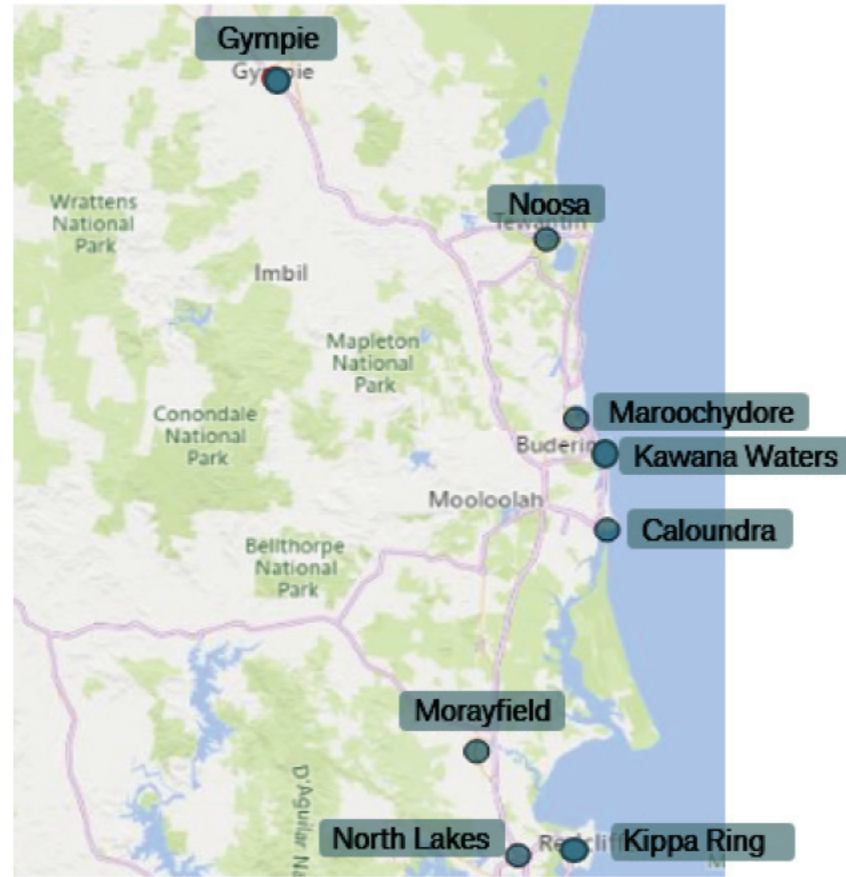 Gympie
Gympie
Wrattens
National
Park
Noosa
Tewantin
Imbil
Mapleton
National
Park
Conondale
National
Park
Maroochydore
Buderim
Kawana Waters
Mooloolah
Caloundra
Bellthorpe
National
Park
Morayfield
D'Aguilar Na
North Lakes
Kippa Ring